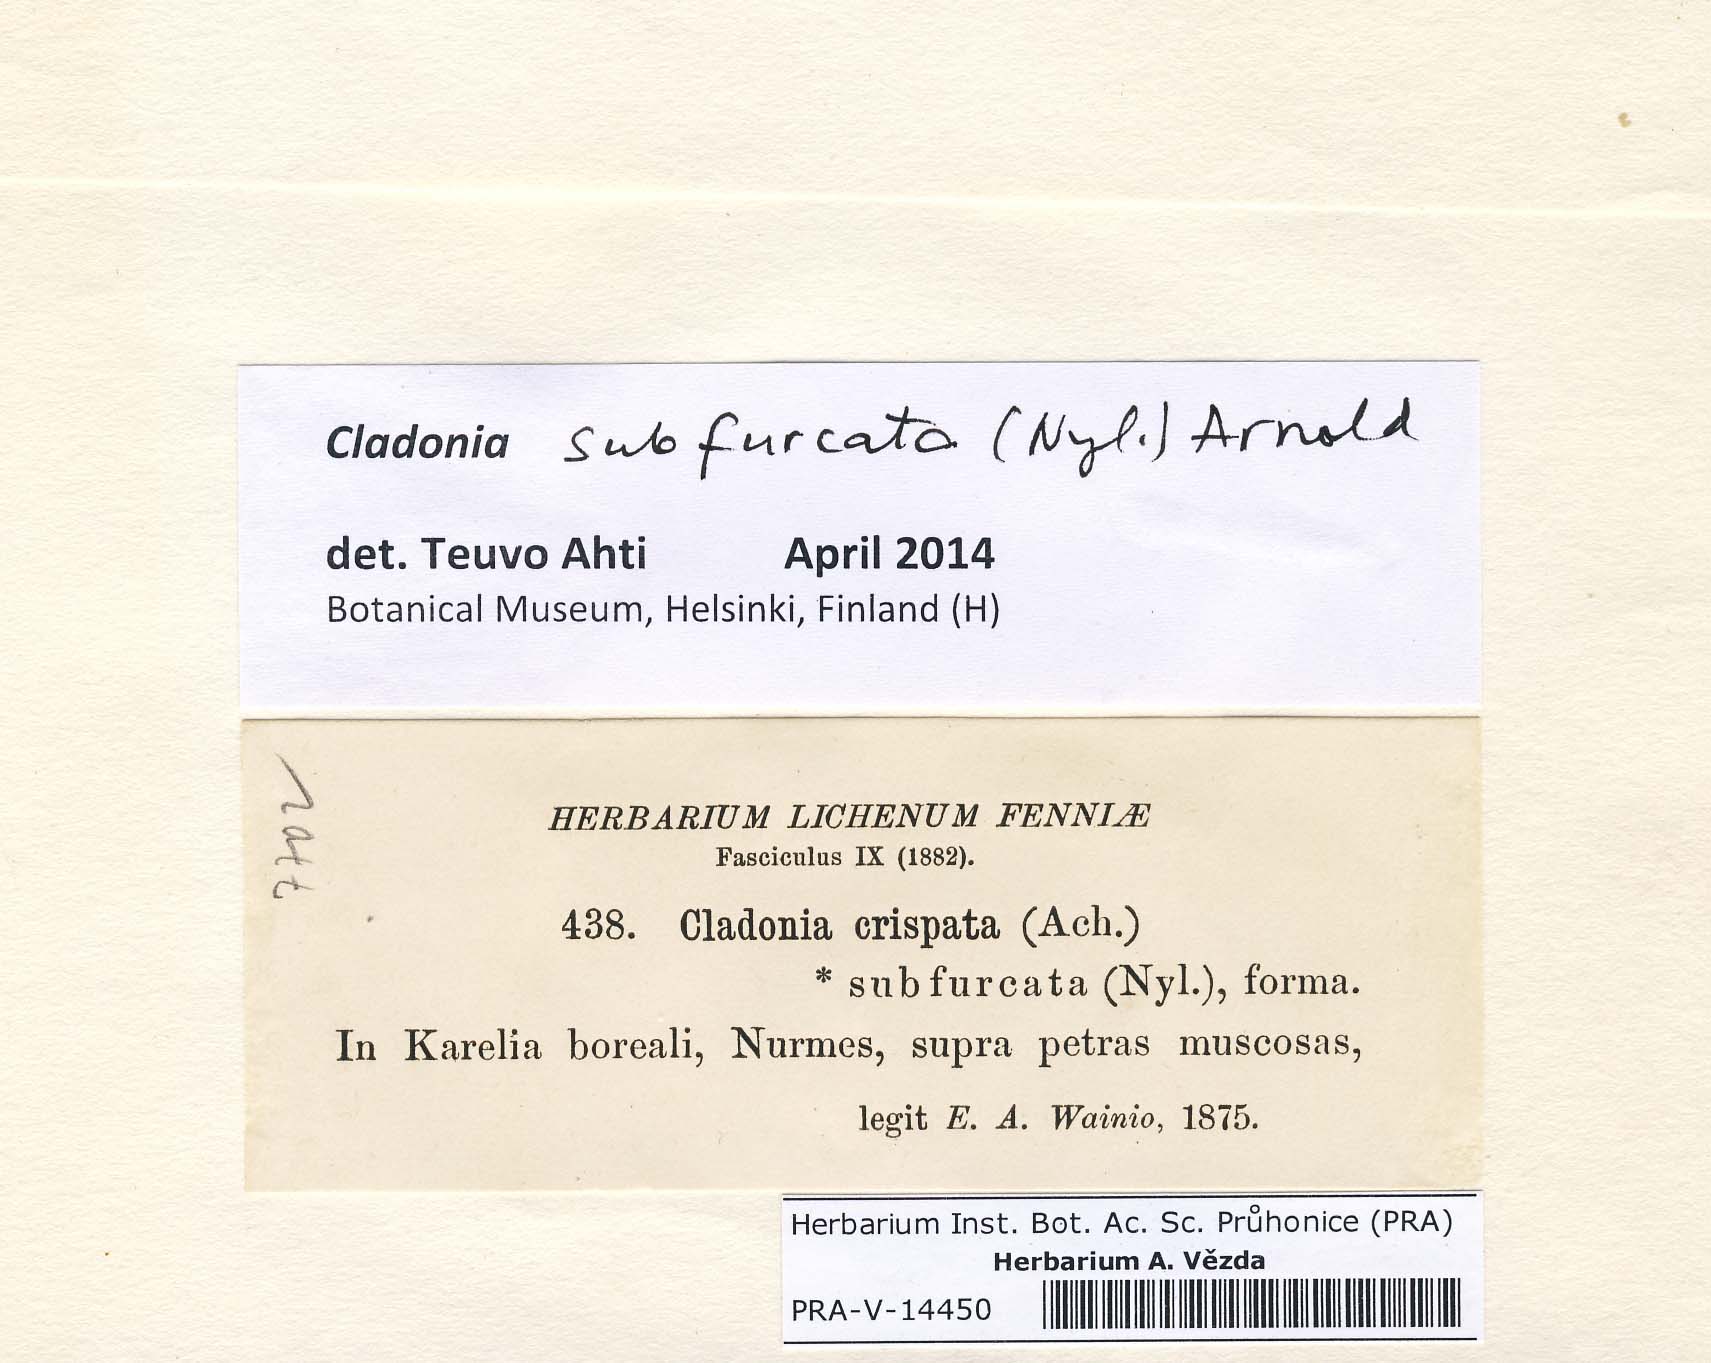 Cladonia subfurcata (Nyl.) Arnold
det. Teuvo Ahti April 2014
Botanical Museum, Helsinki, Finland (H)
HERBARIUM LICHENUM FENNIÆ
Fasciculus IX (1882).
438. Cladonia crispata (Ach.)
* subfurcata (Nyl.), forma.
In Karelia boreali, Nurmes, supra petras muscosas,
legit E. A. Wainio, 1875.
Herbarium Inst. Bot. Ac. Sc. Průhonice (PRA)
Herbarium A. Vězda
PRA-V-14450